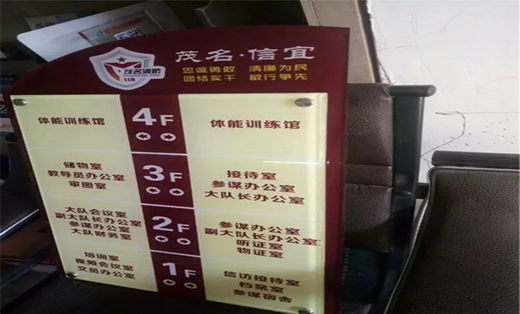 茂名消防
119
茂名·信宜
忠诚勇敢 清廉为民
团结实干 敏行争先
体能训练馆
4F
体能训练馆
储物室
教导员办公室
审图室
3F
接待室
参谋办公室
大队长办公室
大队会议室
副大队长办公室
参谋办公室
大队财务室
2F
参谋办公室
副大队长办公室
听证室
物证室
培训室
视频会议室
文员办公室
1F
信访接待室
档案室
参谋宿舍